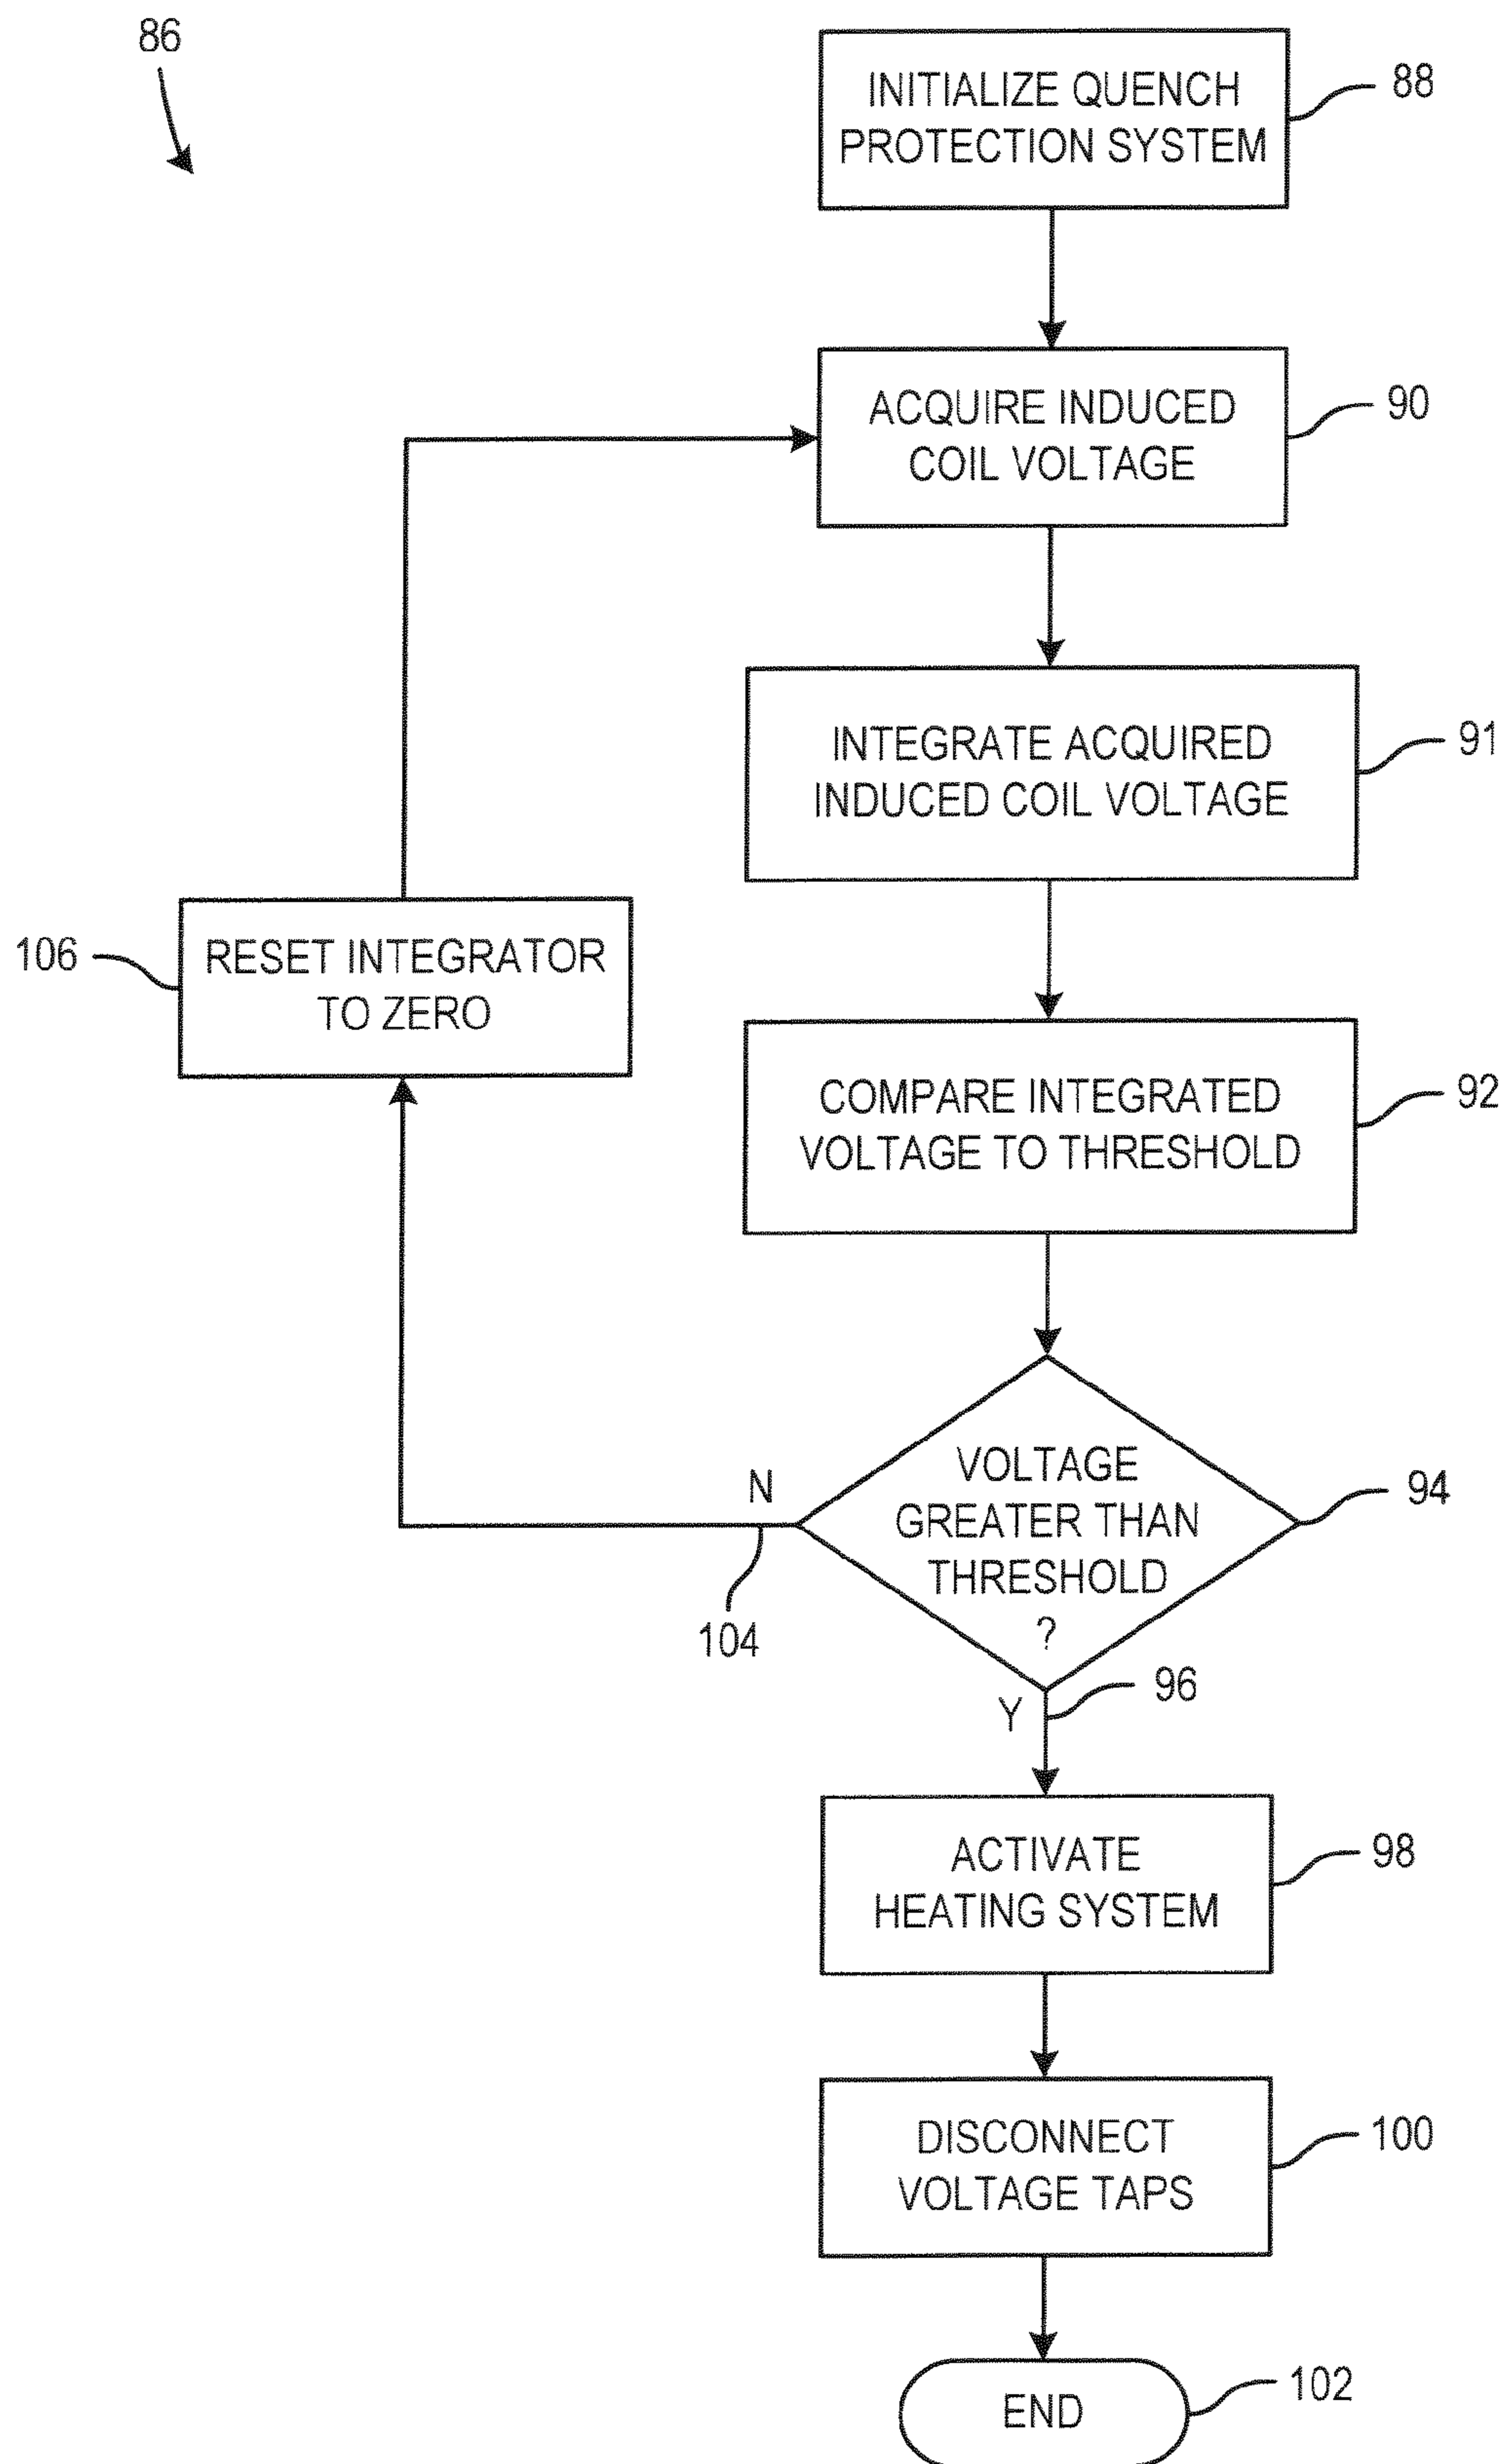 86
INITIALIZE QUENCH
PROTECTION SYSTEM
88
ACQUIRE INDUCED
COIL VOLTAGE
90
INTEGRATE ACQUIRED
INDUCED COIL VOLTAGE
91
RESET INTEGRATOR
TO ZERO
106
COMPARE INTEGRATED
VOLTAGE TO THRESHOLD
92
VOLTAGE
GREATER THAN
THRESHOLD
?
94
N
104
Y
96
ACTIVATE
HEATING SYSTEM
98
DISCONNECT
VOLTAGE TAPS
100
END
102